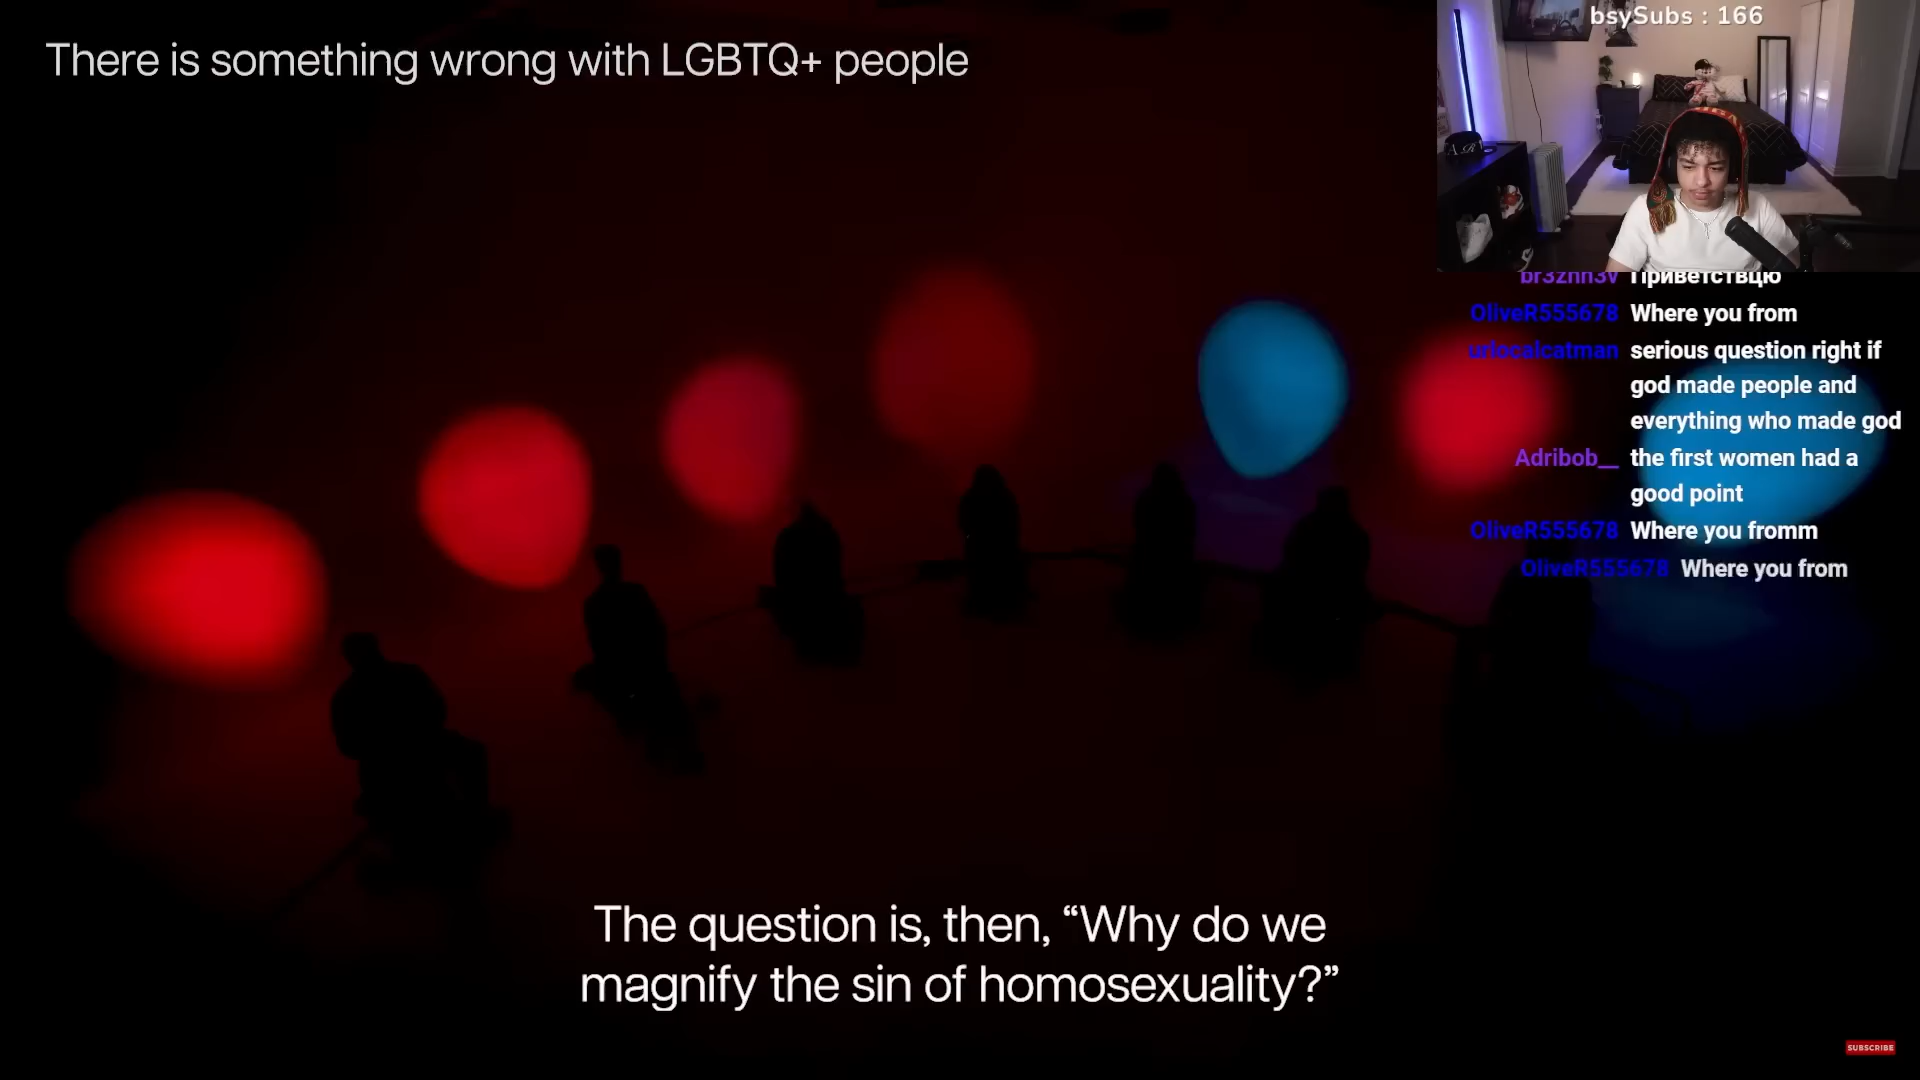 There is something wrong with LGBTQ+ people
bsySubs : 166
br3znn3v Приветствцю
OliveR555678 Where you from
urlocalcatman serious question right if
god made people and
everything who made god
Adribob__ the first women had a
good point
OliveR555678 Where you fromm
OliveR555678 Where you from
The question is, then, “Why do we
magnify the sin of homosexuality?”
SUBSCRIBE